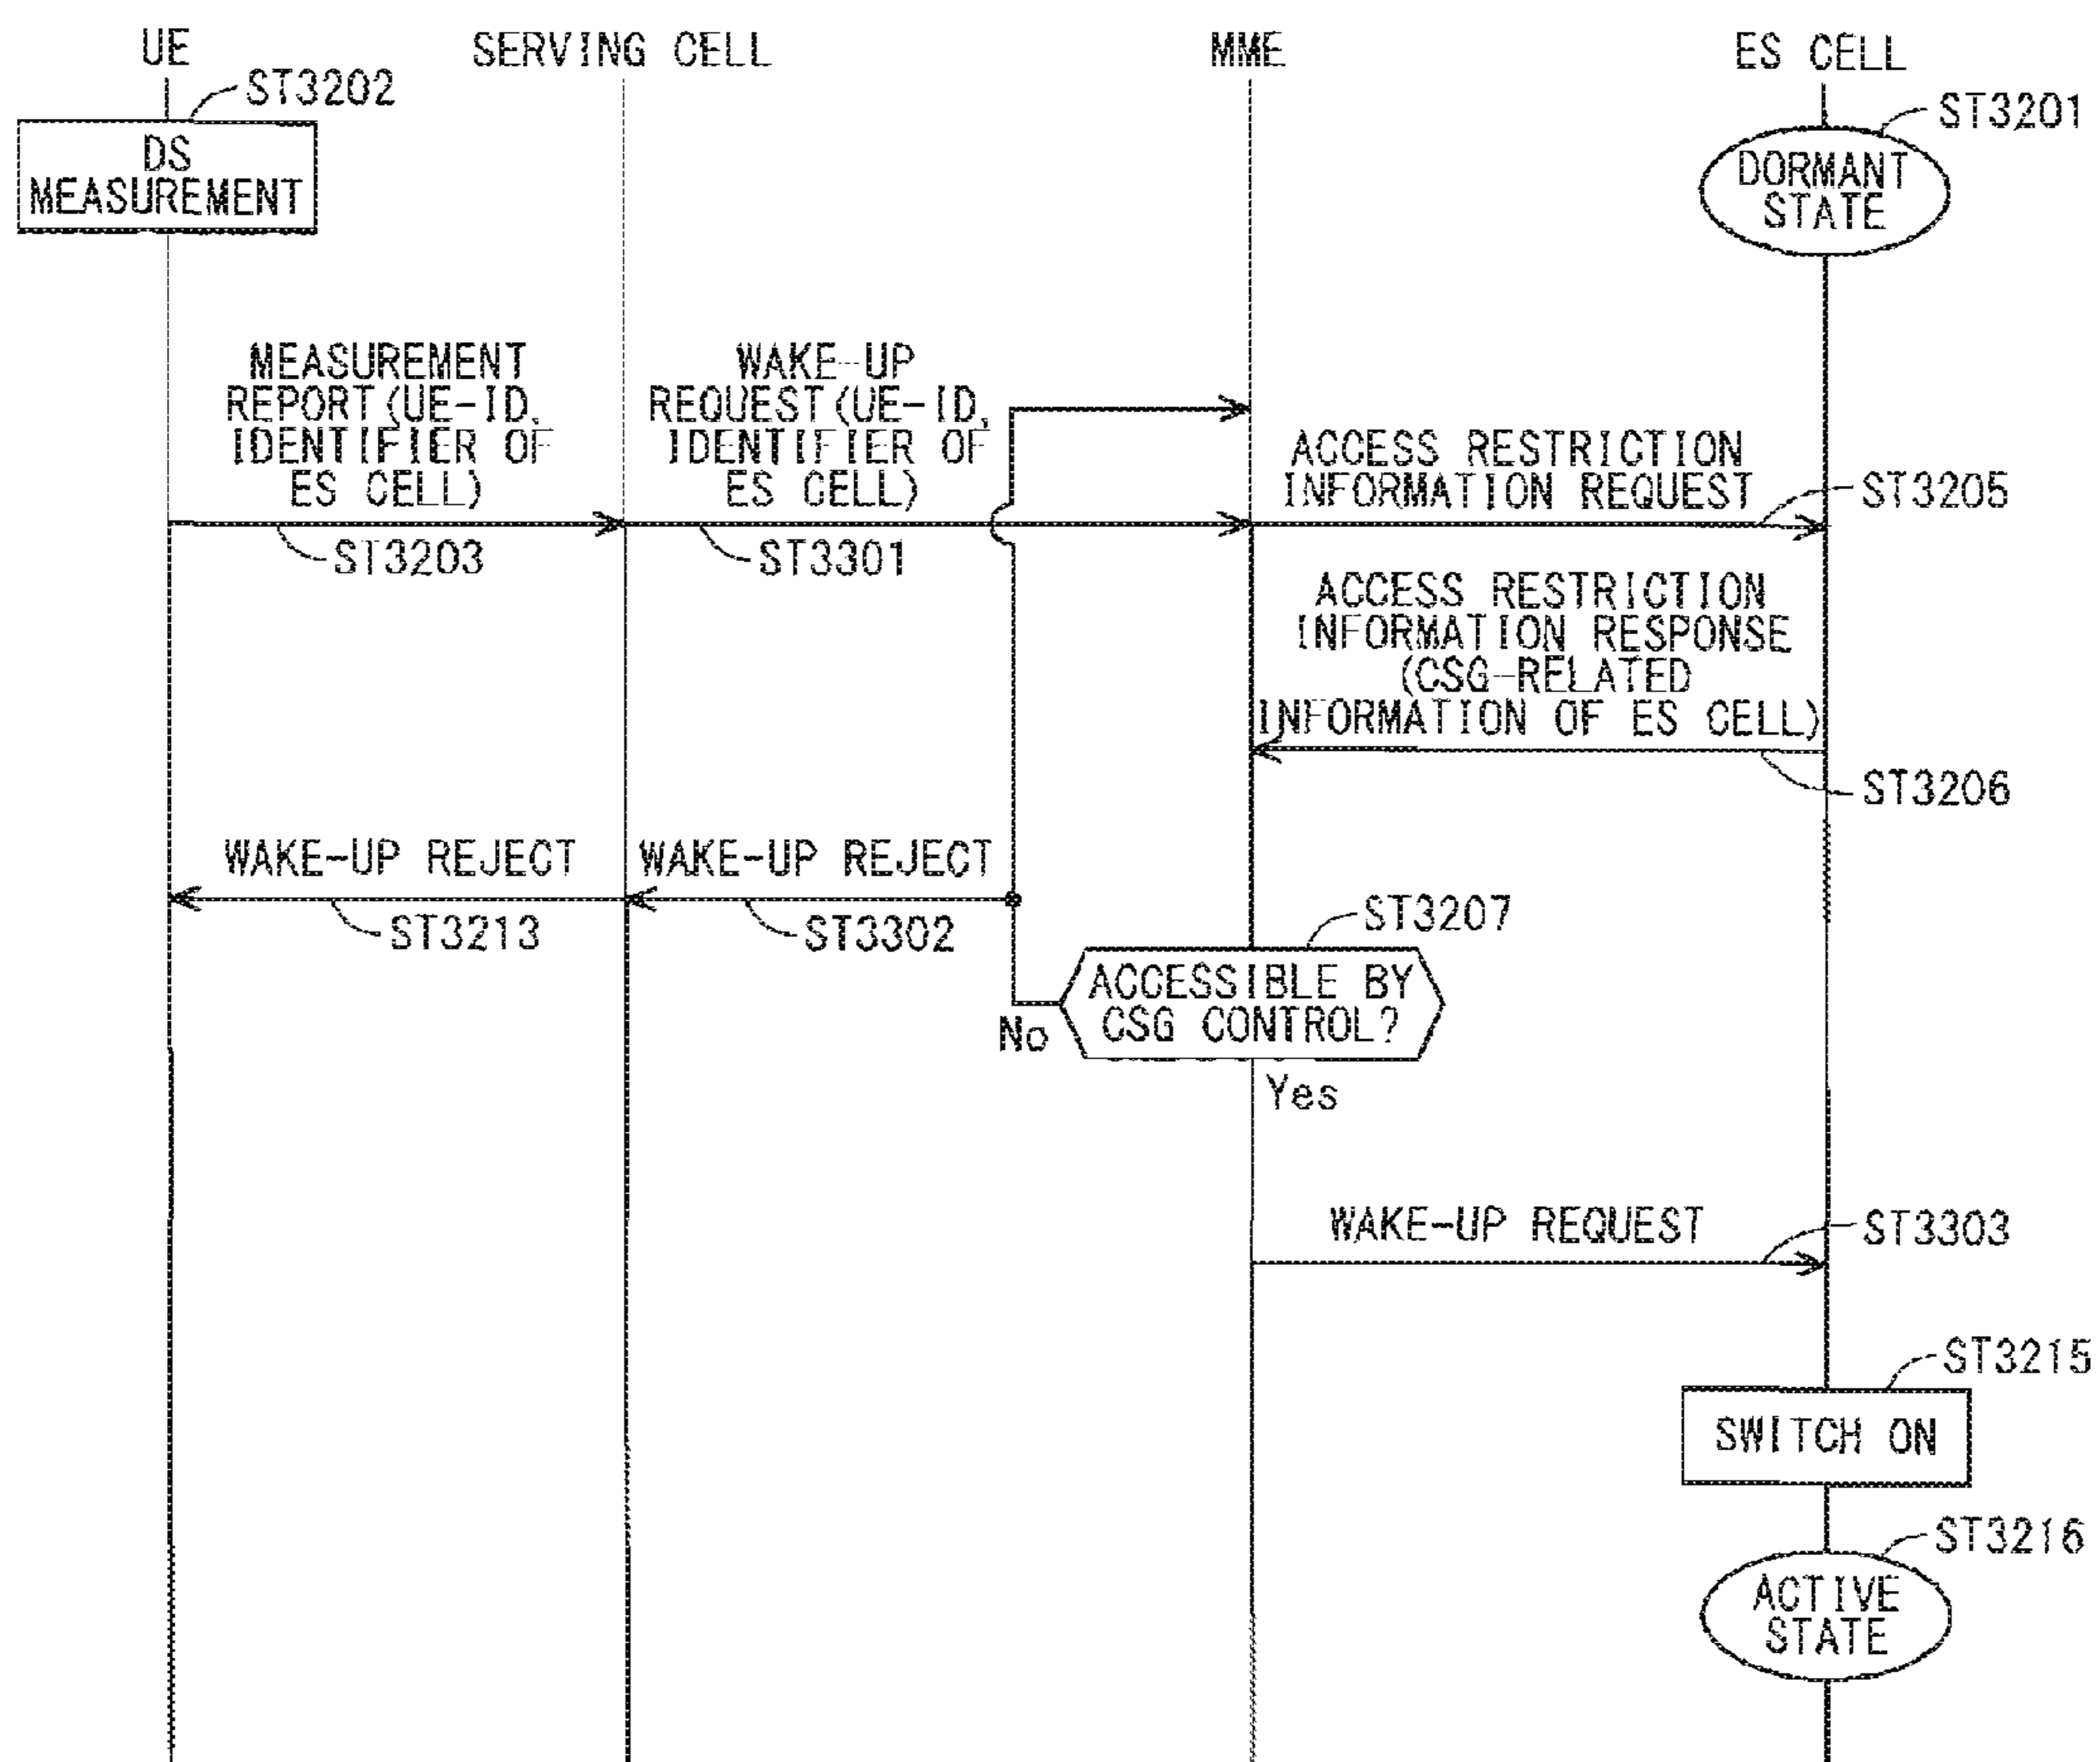 UE
SERVING CELL
MME
ES CELL
ST3202
ST3201
DS
MEASUREMENT
DORMANT
STATE
MEASUREMENT
REPORT(UE-ID,
IDENTIFIER OF
ES CELL)
WAKE-UP
REQUEST(UE-ID,
IDENTIFIER OF
ES CELL)
ACCESS RESTRICTION
INFORMATION REQUEST
ST3205
ST3203
ST3301
ACCESS RESTRICTION
INFORMATION RESPONSE
(CSG-RELATED
INFORMATION OF ES CELL)
ST3206
WAKE-UP REJECT
WAKE-UP REJECT
ST3213
ST3302
ST3207
ACCESSIBLE BY
CSG CONTROL?
No
Yes
WAKE-UP REQUEST
ST3303
ST3215
SWITCH ON
ST3216
ACTIVE
STATE